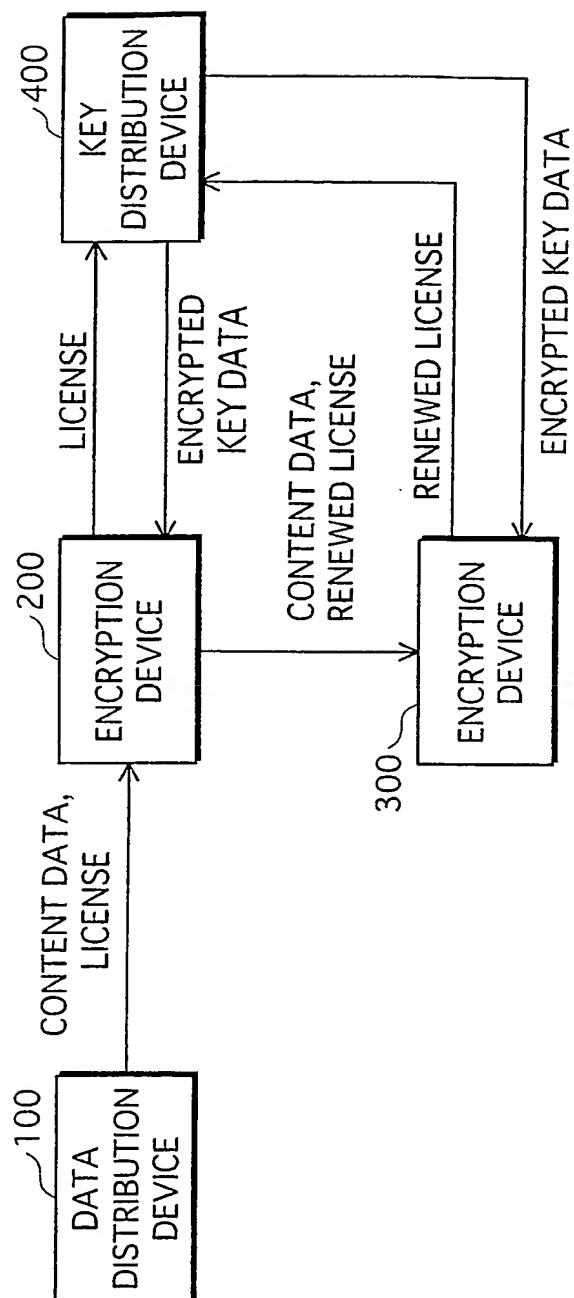 100
DATA
DISTRIBUTION
DEVICE
CONTENT DATA,
LICENSE
200
ENCRYPTION
DEVICE
LICENSE
ENCRYPTED
KEY DATA
400
KEY
DISTRIBUTION
DEVICE
CONTENT DATA,
RENEWED LICENSE
300
ENCRYPTION
DEVICE
RENEWED LICENSE
ENCRYPTED KEY DATA